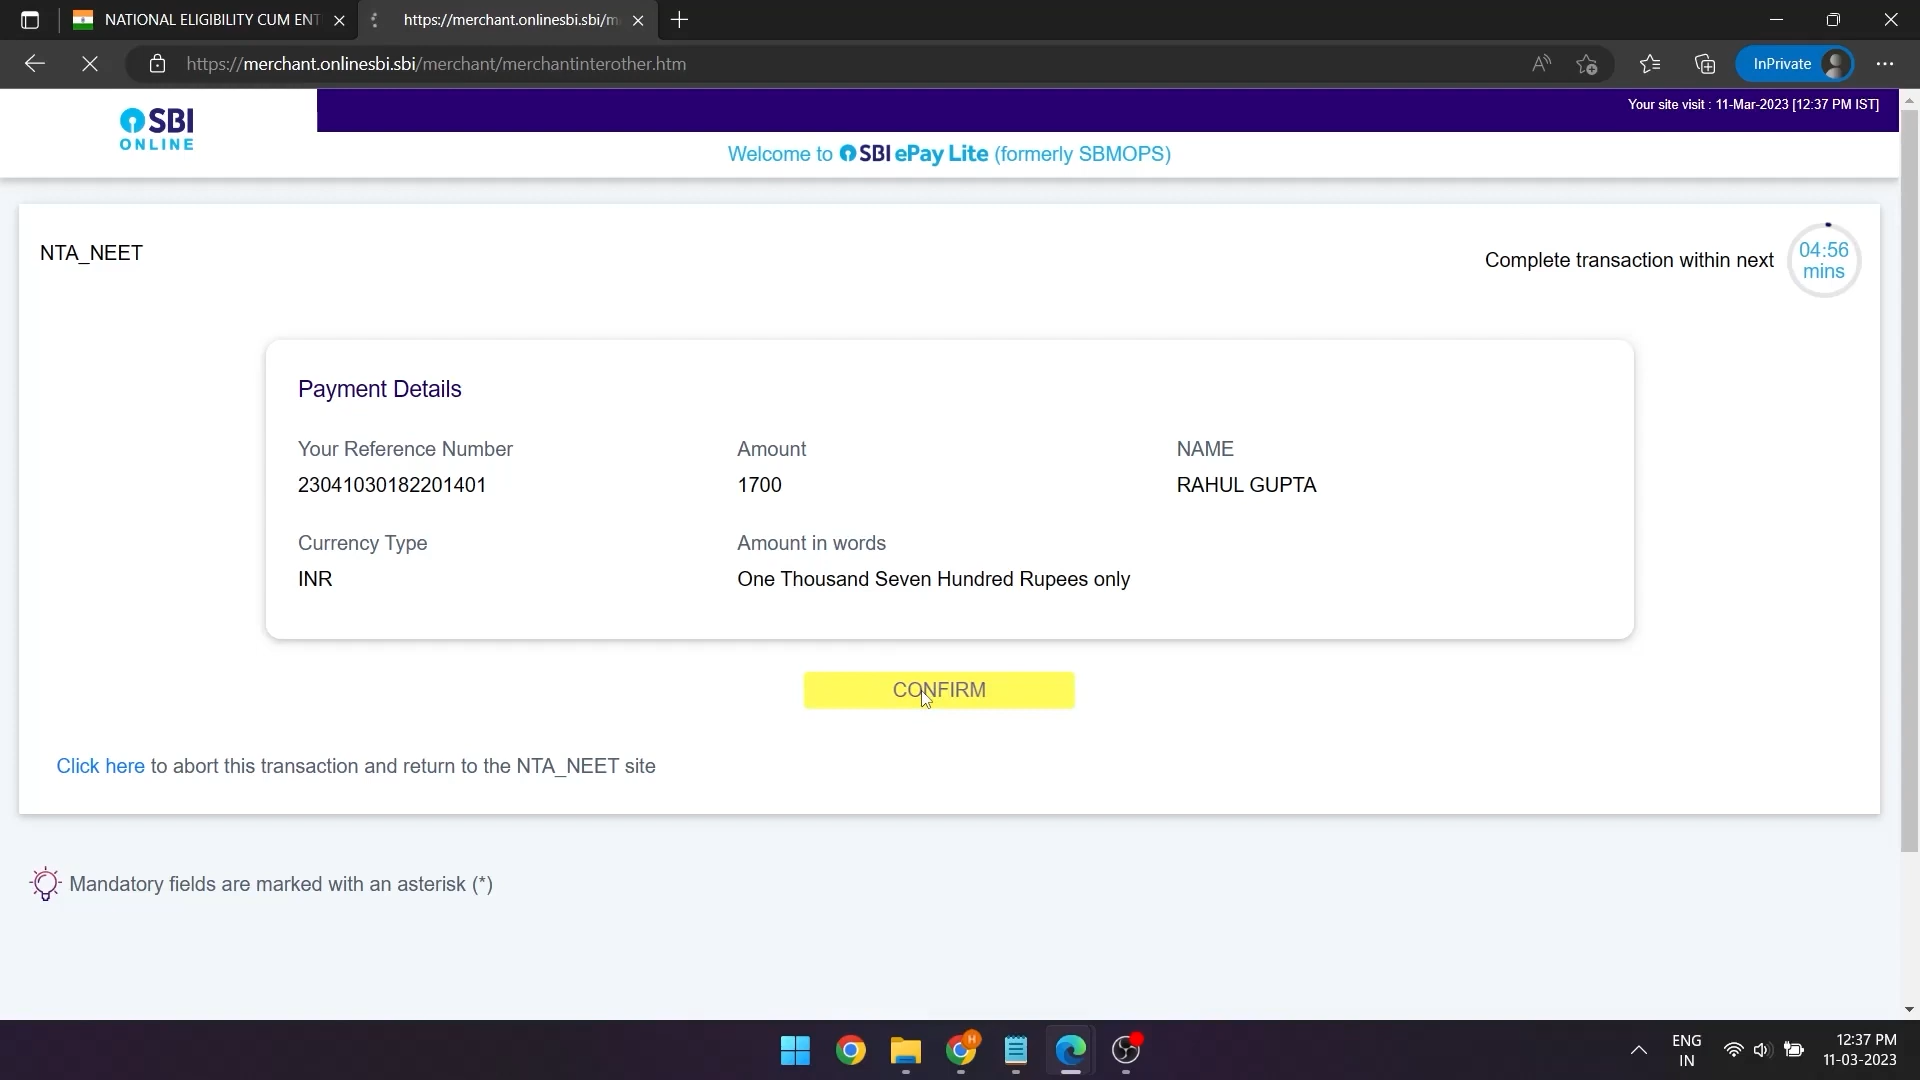 NATIONAL ELIGIBILITY CUM ENT
https://merchant.onlinesbi.sbi/m
https://merchant.onlinesbi.sbi/merchant/merchantinterother.htm
InPrivate
SBI
ONLINE
Your site visit : 11-Mar-2023 [12:37 PM IST]
Welcome to SBI ePay Lite (formerly SBMOPS)
NTA_NEET
Complete transaction within next
04:56
mins
Payment Details
Your Reference Number
Amount
NAME
23041030182201401
1700
RAHUL GUPTA
Currency Type
Amount in words
INR
One Thousand Seven Hundred Rupees only
CONFIRM
Click here to abort this transaction and return to the NTA_NEET site
Mandatory fields are marked with an asterisk (*)
H
ENG
IN
12:37 PM
11-03-2023